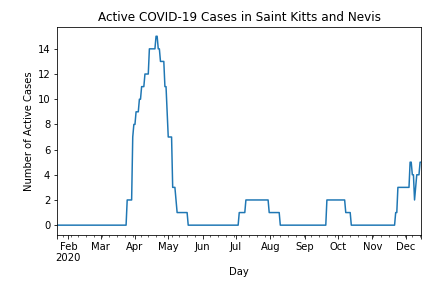 Active COVID-19 Cases in Saint Kitts and Nevis
Number of Active Cases
14
12
10
8
6
4
2
0
Feb Mar Apr May Jun Jul Aug Sep Oct Nov Dec
2020
Day